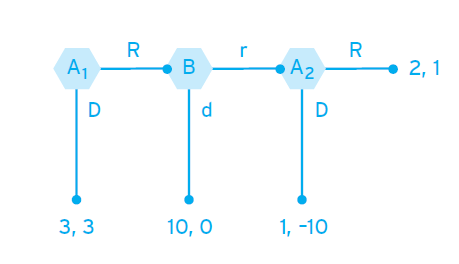 R r R
A₁ B A₂ 2, 1
D d D
3, 3 10, 0 1, -10